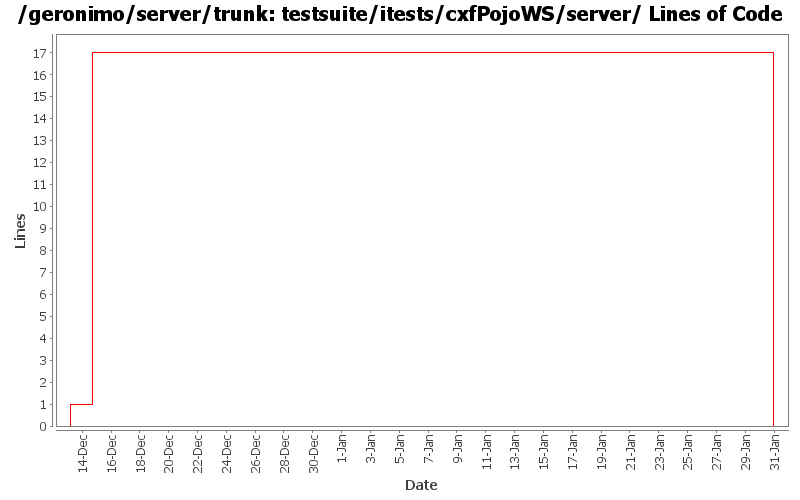 /geronimo/server/trunk: testsuite/itests/cxfPojoWS/server/ Lines of Code
17
16
15
14
13
12
11
10
9
8
7
6
5
4
3
2
1
0
Lines
14-Dec
16-Dec
18-Dec
20-Dec
22-Dec
24-Dec
26-Dec
28-Dec
30-Dec
1-Jan
3-Jan
5-Jan
7-Jan
9-Jan
11-Jan
13-Jan
15-Jan
17-Jan
19-Jan
21-Jan
23-Jan
25-Jan
27-Jan
29-Jan
31-Jan
Date